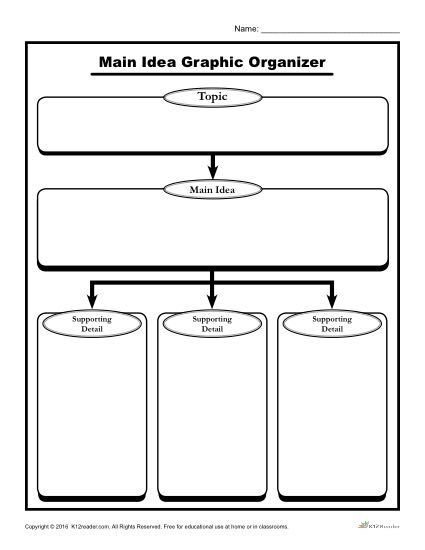 Name: ___________________________
Main Idea Graphic Organizer
Topic
Main Idea
Supporting
Detail
Supporting
Detail
Supporting
Detail
Copyright © 2016 K12reader.com. All Rights Reserved. Free for educational use at home or in classrooms.
K12Reader